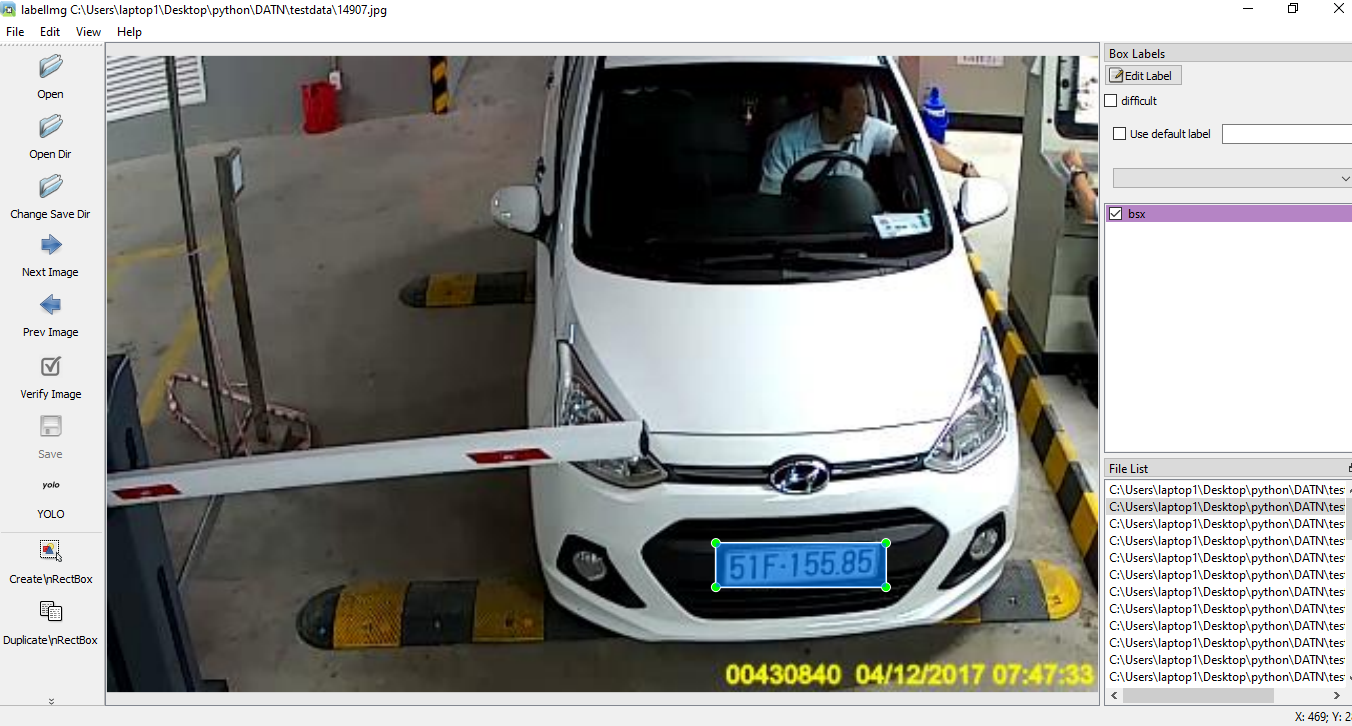 labelImg C:\Users\laptop1\Desktop\python\DATN\testdata\14907.jpg
File Edit View Help
Open
Open Dir
Change Save Dir
Next Image
Prev Image
Verify Image
Save
yolo
YOLO
Create\nRectBox
Duplicate\nRectBox
51F-155.85
00430840 04/12/2017 07:47:33
Box Labels
Edit Label
difficult
Use default label
bsx
File List
C:\Users\laptop1\Desktop\python\DATN\tes
C:\Users\laptop1\Desktop\python\DATN\tes
C:\Users\laptop1\Desktop\python\DATN\tes
C:\Users\laptop1\Desktop\python\DATN\tes
C:\Users\laptop1\Desktop\python\DATN\tes
C:\Users\laptop1\Desktop\python\DATN\tes
C:\Users\laptop1\Desktop\python\DATN\tes
C:\Users\laptop1\Desktop\python\DATN\tes
C:\Users\laptop1\Desktop\python\DATN\tes
C:\Users\laptop1\Desktop\python\DATN\tes
C:\Users\laptop1\Desktop\python\DATN\tes
C:\Users\laptop1\Desktop\python\DATN\tes
X: 469; Y: 2